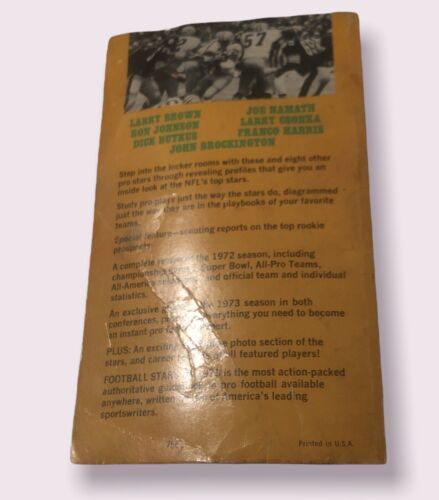 57
LARRY BROWN JOE NAMATH
RON JOHNSON LARRY CSONKA
DICK BUTKUS FRANCO HARRIS
JOHN BROCKINGTON
Step into the locker rooms with these and eight other
pro stars through revealing profiles that give you an
inside look at the NFL's top stars.
Study pro plays just the way the stars do, diagrammed
just the way they are in the playbooks of your favorite
teams.
Special feature—scouting reports on the top rookie
prospects.
A complete of the 1972 season, including
championship Super Bowl, All-Pro Teams,
All-America and official team and individual
statistics.
An exclusive 1973 season in both
conferences, everything you need to become
an instant pro expert.
PLUS: An exciting photo section of the
stars, and career of all featured players!
FOOTBALL STARS 1973 is the most action-packed
authoritative guide to pro football available
anywhere, written of America's leading
sportswriters.
Printed in U.S.A.